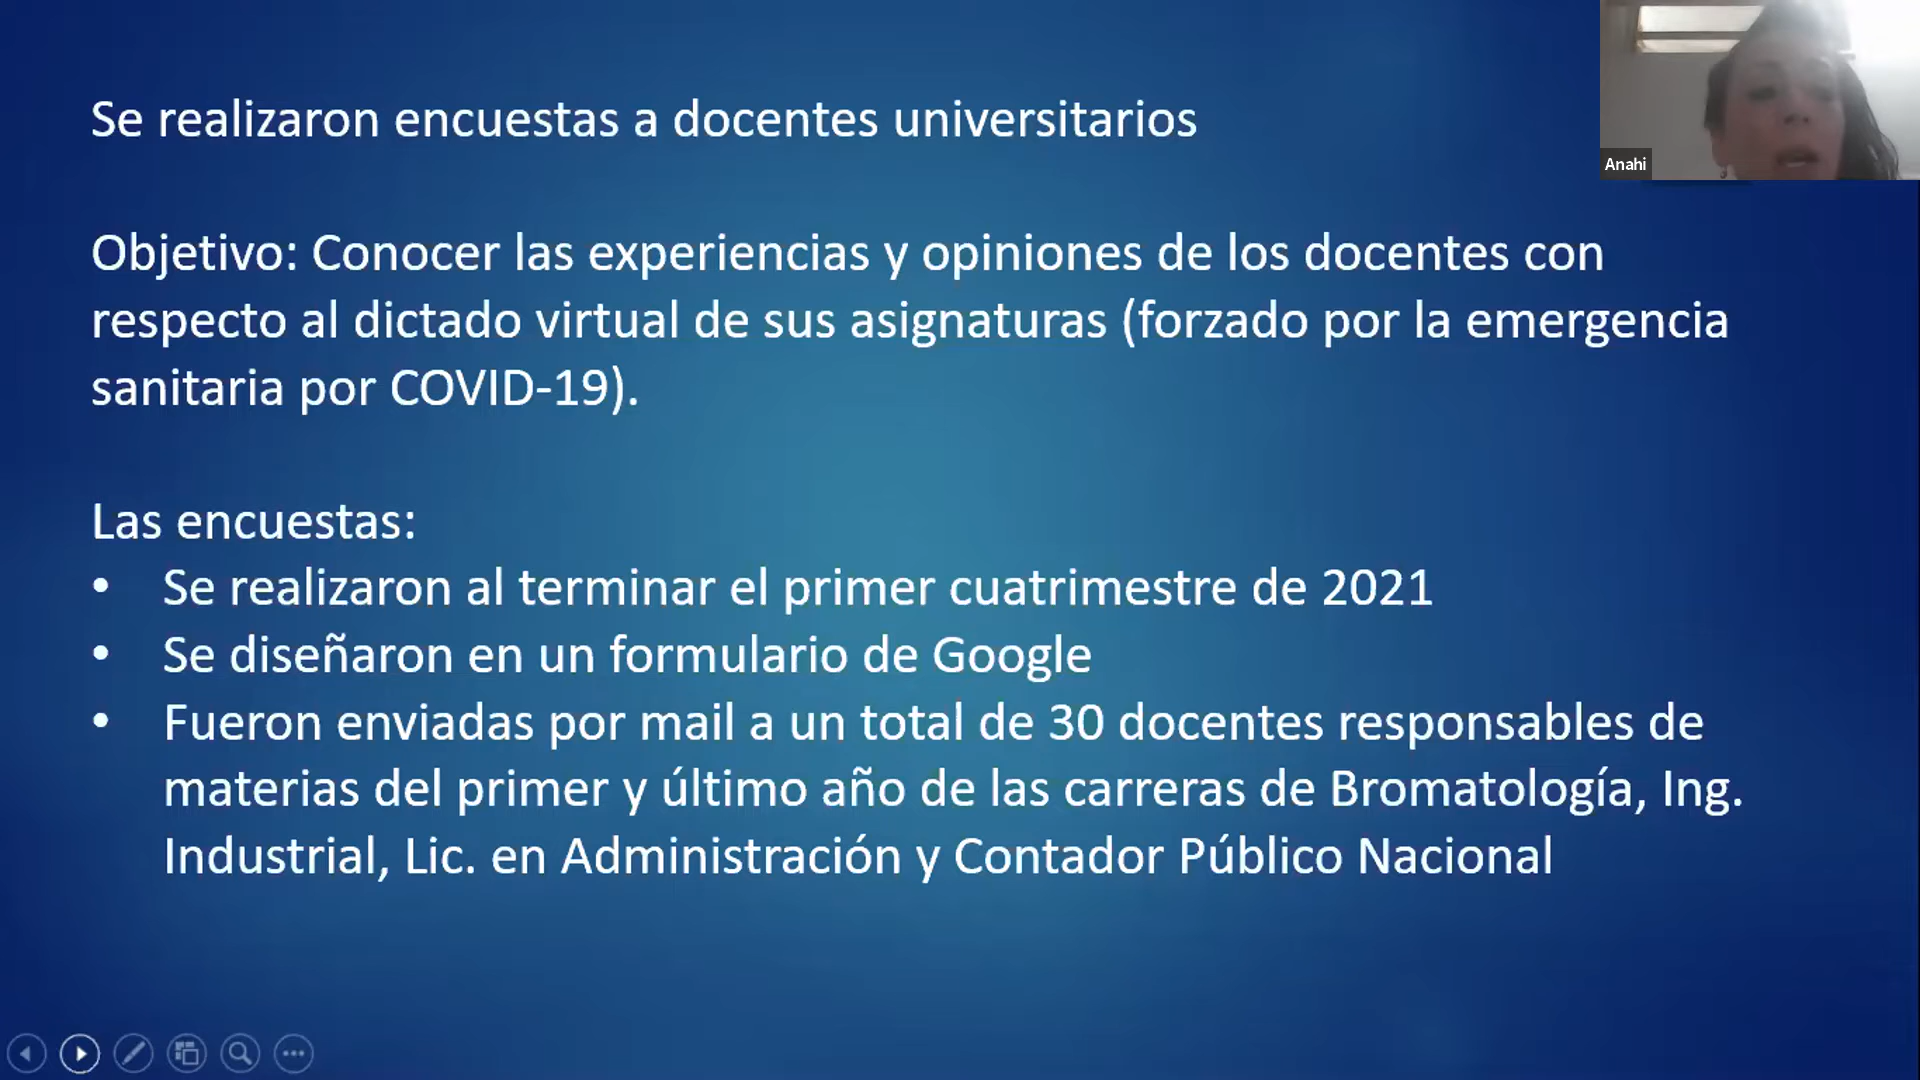 Se realizaron encuestas a docentes universitarios
Anahi
Objetivo: Conocer las experiencias y opiniones de los docentes con
respecto al dictado virtual de sus asignaturas (forzado por la emergencia
sanitaria por COVID-19).
Las encuestas:
• Se realizaron al terminar el primer cuatrimestre de 2021
• Se diseñaron en un formulario de Google
• Fueron enviadas por mail a un total de 30 docentes responsables de
materias del primer y último año de las carreras de Bromatología, Ing.
Industrial, Lic. en Administración y Contador Público Nacional